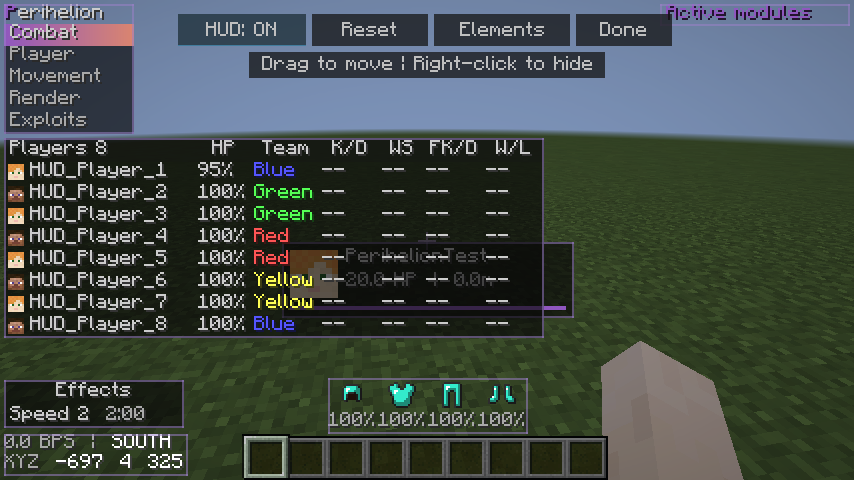 Perihelion
Combat
Player
Movement
Render
Exploits
HUD: ON
Reset
Elements
Done
Active modules
Drag to move ¦ Right-click to hide
Players 8 HP Team K/D WS FK/D W/L
HUD_Player_1 95% Blue -- -- -- --
HUD_Player_2 100% Green -- -- -- --
HUD_Player_3 100% Green -- -- -- --
HUD_Player_4 100% Red -- -- -- --
HUD_Player_5 100% Red -- -- -- --
HUD_Player_6 100% Yellow -- -- -- --
HUD_Player_7 100% Yellow -- -- -- --
HUD_Player_8 100% Blue -- -- -- --
PerihelionTest
20.0 HP ¦ 0.0m
Effects
Speed 2 2:00
100% 100% 100% 100%
0.0 BPS ¦ SOUTH
XYZ -697 4 325